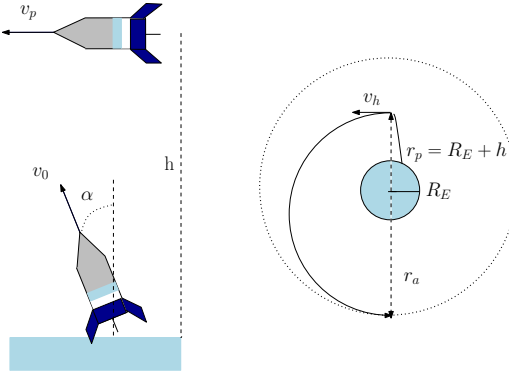 v_p
v_0
α
h
v_h
r_p = R_E + h
R_E
r_a